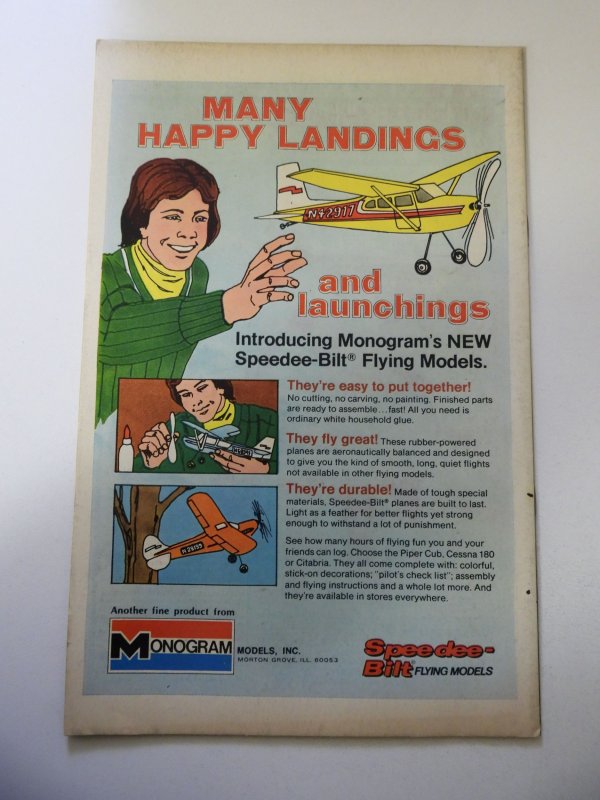 MANY
HAPPY LANDINGS
N42917
and
launchings
Introducing Monogram's NEW
Speedee-Bilt® Flying Models.
They're easy to put together!
No cutting, no carving, no painting. Finished parts
are ready to assemble...fast! All you need is
ordinary white household glue.
They fly great! These rubber-powered
planes are aeronautically balanced and designed
to give you the kind of smooth, long, quiet flights
not available in other flying models.
They're durable! Made of tough special
materials, Speedee-Bilt® planes are built to last.
Light as a feather for better flights yet strong
enough to withstand a lot of punishment.
See how many hours of flying fun you and your
friends can log. Choose the Piper Cub, Cessna 180
or Citabria. They all come complete with: colorful,
stick-on decorations; "pilot's check list"; assembly
and flying instructions and a whole lot more. And
they're available in stores everywhere.
Another fine product from
MONOGRAM MODELS, INC.
MORTON GROVE, ILL. 60053
Speedee-
Bilt® FLYING MODELS